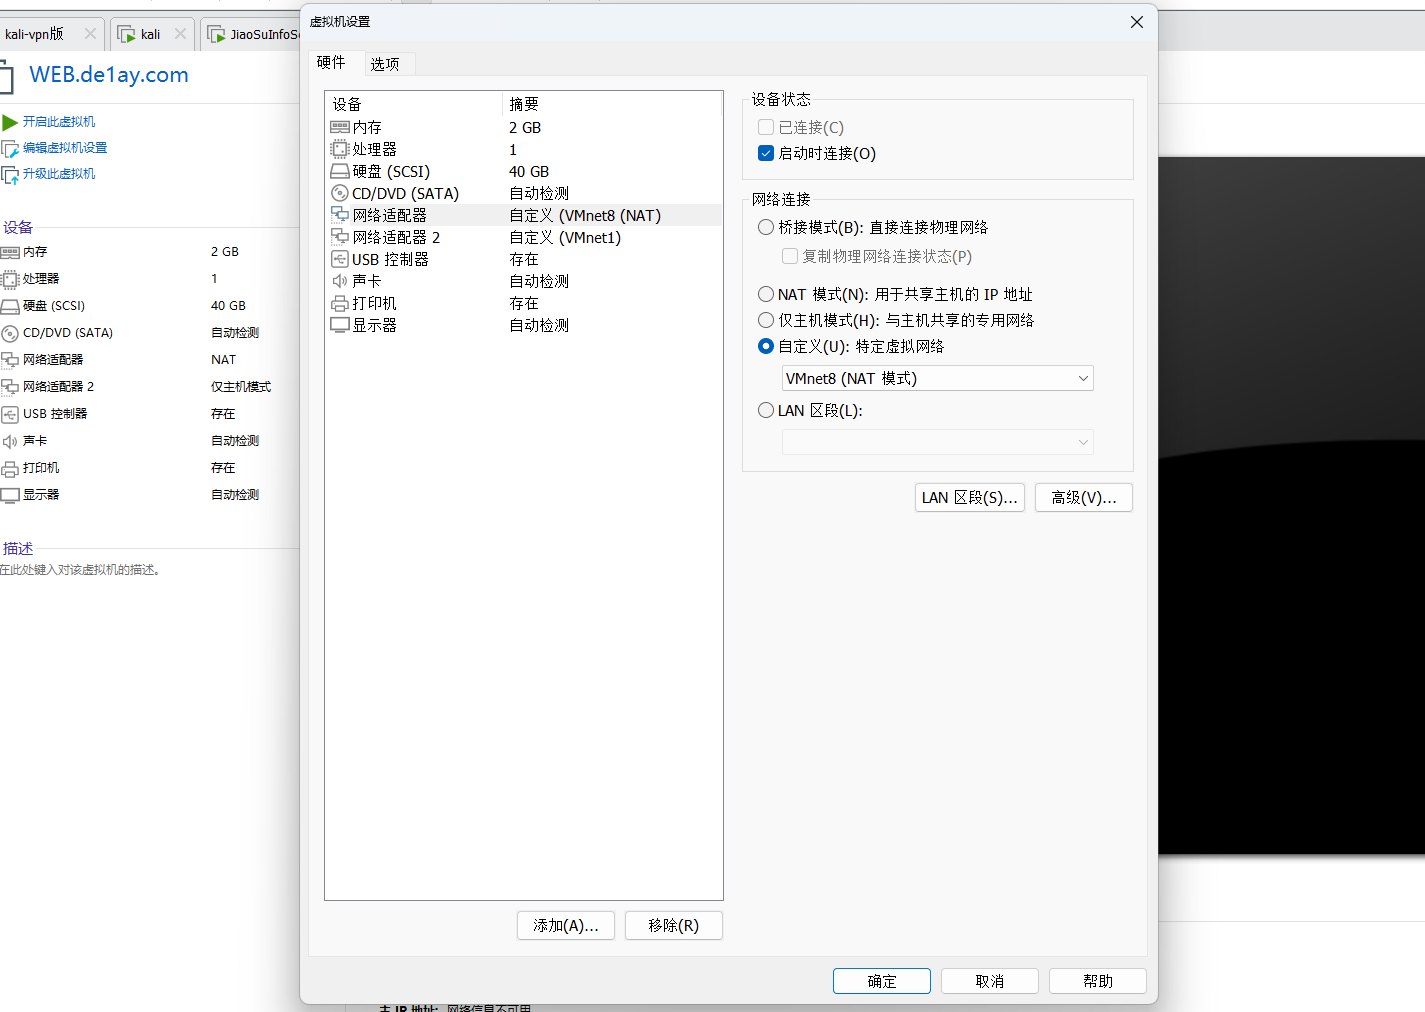 kali-vpn版
kali
JiaoSuInfoS
WEB.de1ay.com
开启此虚拟机
编辑虚拟机设置
升级此虚拟机
设备
内存 2 GB
处理器 1
硬盘 (SCSI) 40 GB
CD/DVD (SATA) 自动检测
网络适配器 NAT
网络适配器 2 仅主机模式
USB 控制器 存在
声卡 自动检测
打印机 存在
显示器 自动检测
描述
在此处键入对该虚拟机的描述。
虚拟机设置
硬件 选项
设备 摘要
内存 2 GB
处理器 1
硬盘 (SCSI) 40 GB
CD/DVD (SATA) 自动检测
网络适配器 自定义 (VMnet8 (NAT)
网络适配器 2 自定义 (VMnet1)
USB 控制器 存在
声卡 自动检测
打印机 存在
显示器 自动检测
添加(A)... 移除(R)
设备状态
已连接(C)
启动时连接(O)
网络连接
桥接模式(B): 直接连接物理网络
复制物理网络连接状态(P)
NAT 模式(N): 用于共享主机的 IP 地址
仅主机模式(H): 与主机共享的专用网络
自定义(U): 特定虚拟网络
VMnet8 (NAT 模式)
LAN 区段(L):
LAN 区段(S)... 高级(V)...
确定 取消 帮助
主 IP 地址: 网络信息不可用